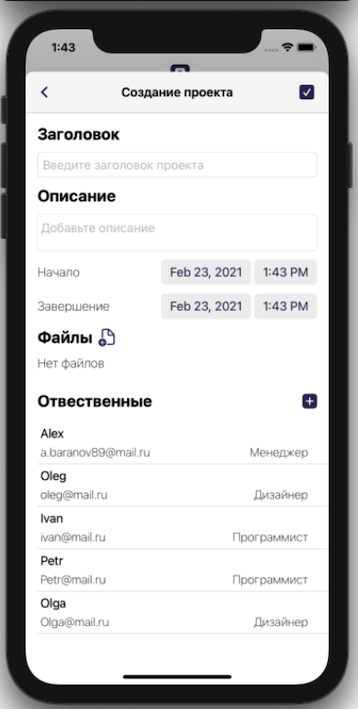 1:43
Создание проекта
Заголовок
Введите заголовок проекта
Описание
Добавьте описание
Начало Feb 23, 2021 1:43 PM
Завершение Feb 23, 2021 1:43 PM
Файлы
Нет файлов
Отвественные
Alex
a.baranov89@mail.ru Менеджер
Oleg
oleg@mail.ru Дизайнер
Ivan
ivan@mail.ru Программист
Petr
Petr@mail.ru Программист
Olga
Olga@mail.ru Дизайнер